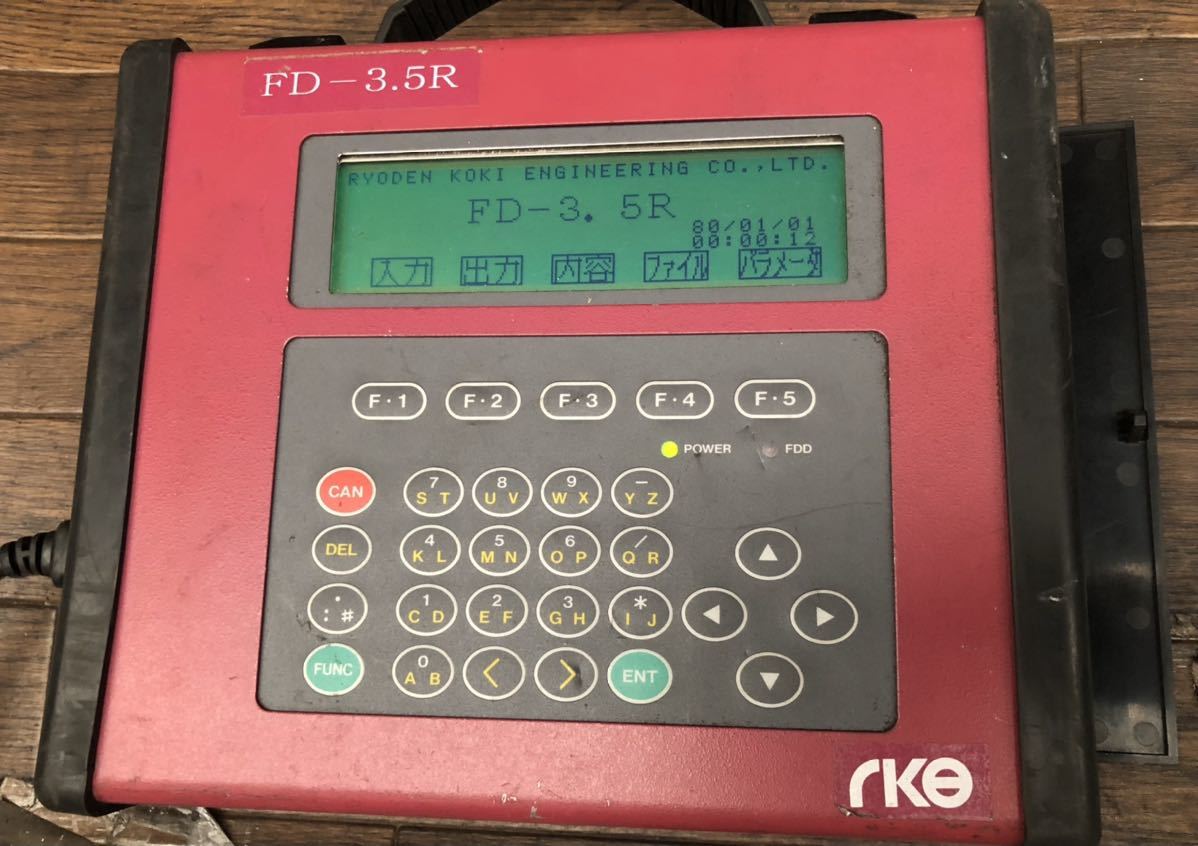 FD-3.5R
RYODEN KOKI ENGINEERING CO.,LTD.
FD-3.5R
80/01/01
00:00:12
入力 出力 内容 ファイル パラメータ
F・1 F・2 F・3 F・4 F・5
POWER FDD
CAN 7 S T 8 U V 9 W X － Y Z
DEL 4 K L 5 M N 6 O P / Q R
・ : # 1 C D 2 E F 3 G H * I J ◀ ▶ ▲ ▼
FUNC 0 A B < > ENT
rke